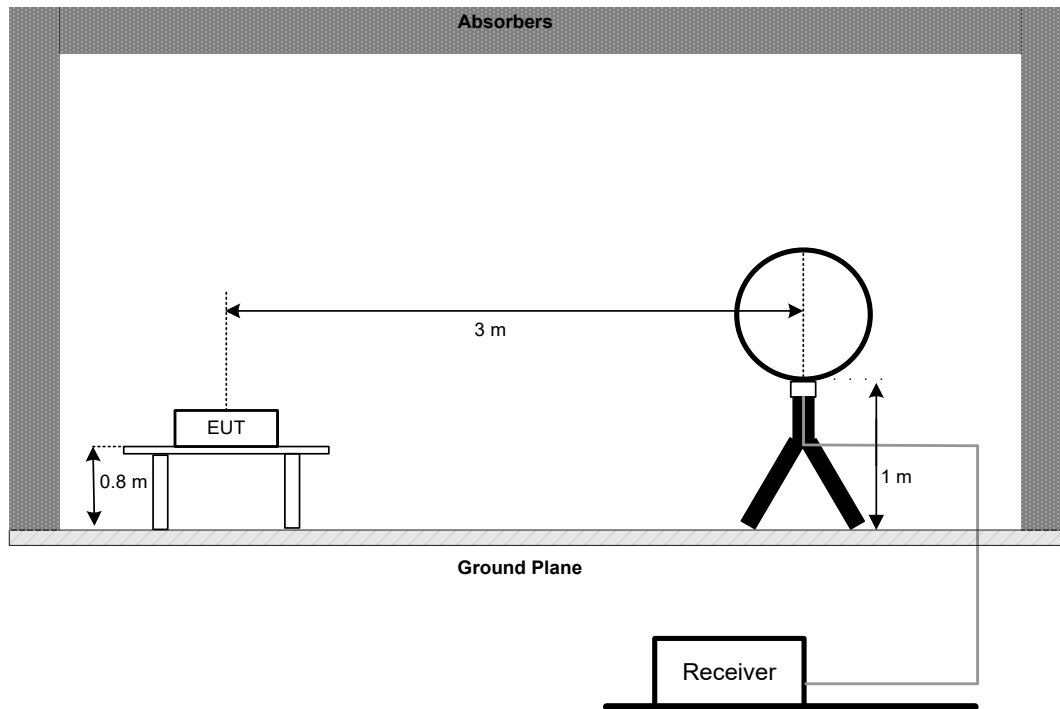 Absorbers
3 m
EUT
0.8 m
1 m
Ground Plane
Receiver